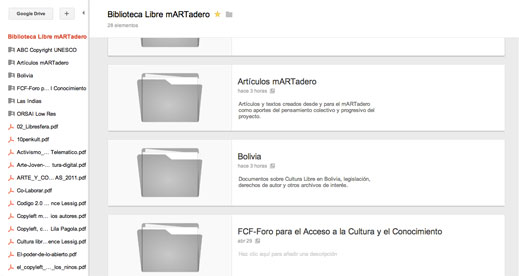 Google Drive
+
Biblioteca Libre mARTadero
ABC Copyright UNESCO
Artículos mARTadero
Bolivia
FCF-Foro p...l Conocimiento
Las Indias
ORSAI Low Res
02_Libresfera.pdf
10penkult.pdf
Activismo_...Telematico.pdf
Arte-Joven-...tura-digital.pdf
ARTE_Y_CO...AS_2011.pdf
Co-Laborar.pdf
Codigo 2.0 ...ence Lessig.pdf
Copyleft m...ios autores.pdf
Copyleft, c... Lila Pagola.pdf
Cultura libr...ence Lessig.pdf
El-poder-de-lo-abierto.pdf
el_copyleft_..._los_ninos.pdf
Biblioteca Libre mARTadero
28 elementos
Artículos mARTadero
hace 3 horas
Artículos y textos creados desde y para el mARTadero
como aportes del pensamiento colectivo y progresivo del
proyecto.
Bolivia
hace 3 horas
Documentos sobre Cultura Libre en Bolivia, legislación,
derechos de autor y otros archivos de interés.
FCF-Foro para el Acceso a la Cultura y el Conocimiento
abr 29
Haz clic aquí para añadir una descripción